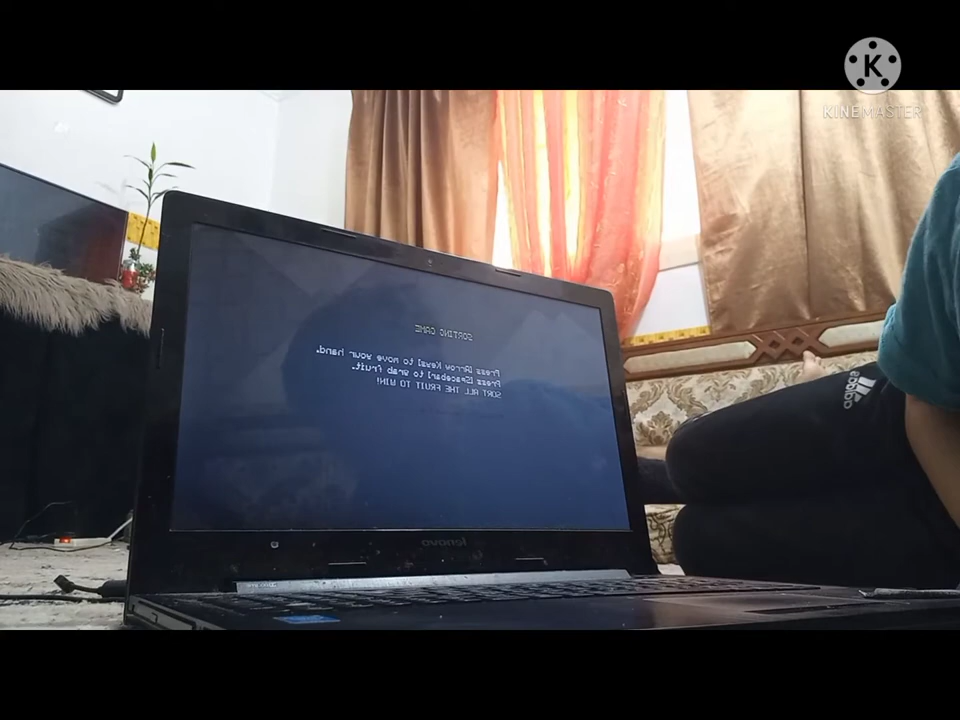 K
KINEMASTER
SORTING GAME
Press [Arrow Keys] to move your hand.
Press [Spacebar] to grab fruit.
SORT ALL THE FRUIT TO WIN!
lenovo
adidas